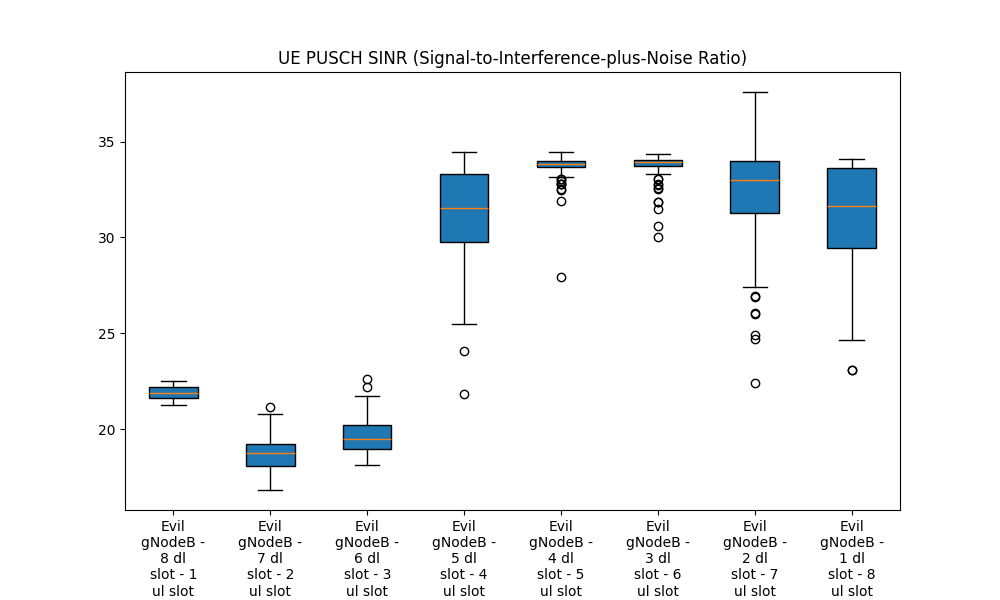 UE PUSCH SINR (Signal-to-Interference-plus-Noise Ratio)
35
30
25
20
Evil
gNodeB -
8 dl
slot - 1
ul slot
Evil
gNodeB -
7 dl
slot - 2
ul slot
Evil
gNodeB -
6 dl
slot - 3
ul slot
Evil
gNodeB -
5 dl
slot - 4
ul slot
Evil
gNodeB -
4 dl
slot - 5
ul slot
Evil
gNodeB -
3 dl
slot - 6
ul slot
Evil
gNodeB -
2 dl
slot - 7
ul slot
Evil
gNodeB -
1 dl
slot - 8
ul slot